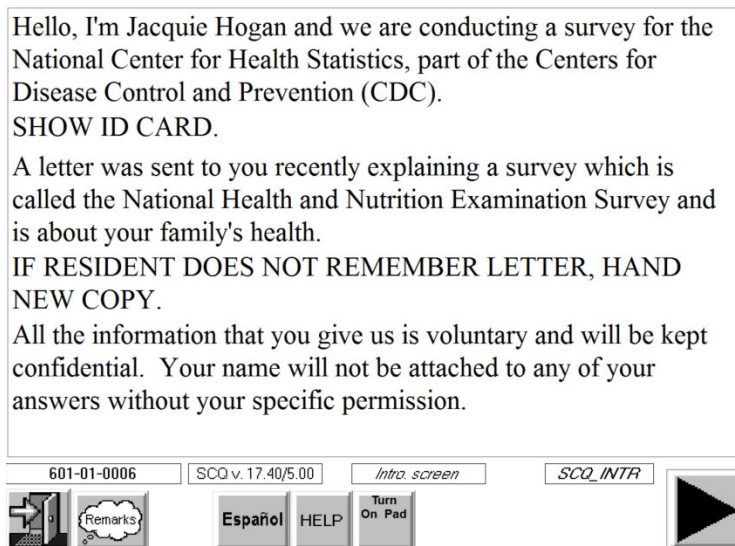 Hello, I'm Jacquie Hogan and we are conducting a survey for the
National Center for Health Statistics, part of the Centers for
Disease Control and Prevention (CDC).
SHOW ID CARD.
A letter was sent to you recently explaining a survey which is
called the National Health and Nutrition Examination Survey and
is about your family's health.
IF RESIDENT DOES NOT REMEMBER LETTER, HAND
NEW COPY.
All the information that you give us is voluntary and will be kept
confidential.  Your name will not be attached to any of your
answers without your specific permission.
601-01-0006
SCQ v. 17.40/5.00
Intro. screen
SCQ_INTR
Remarks
Español
HELP
Turn
On Pad